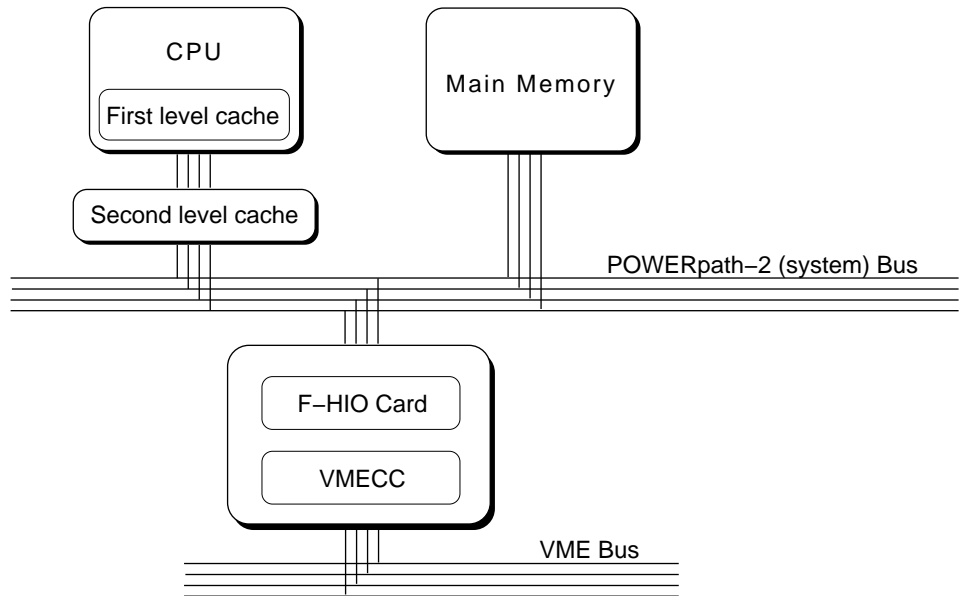 CPU
First level cache
Main Memory
Second level cache
POWERpath−2 (system) Bus
F−HIO Card
VMECC
VME Bus